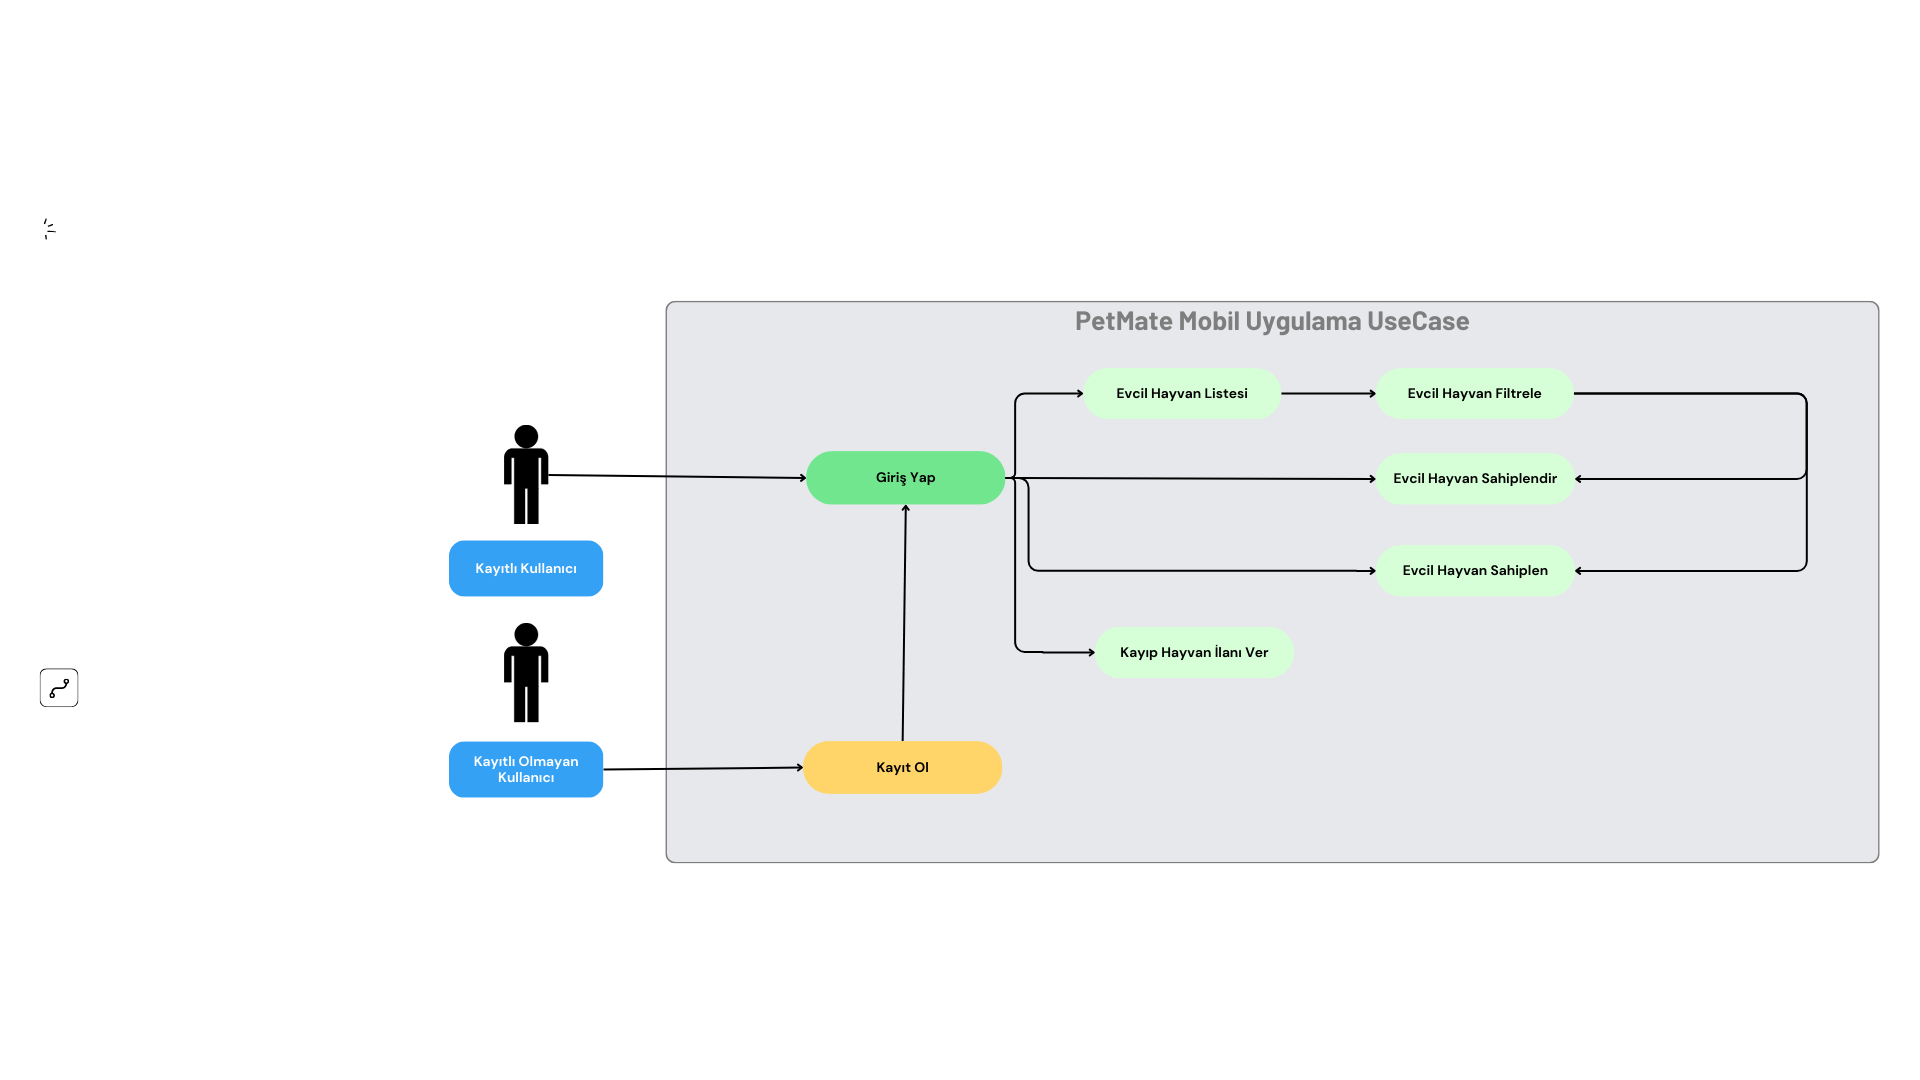 PetMate Mobil Uygulama UseCase
Evcil Hayvan Listesi
Evcil Hayvan Filtrele
Giriş Yap
Evcil Hayvan Sahiplendir
Kayıtlı Kullanıcı
Evcil Hayvan Sahiplen
Kayıp Hayvan İlanı Ver
Kayıtlı Olmayan
Kullanıcı
Kayıt Ol